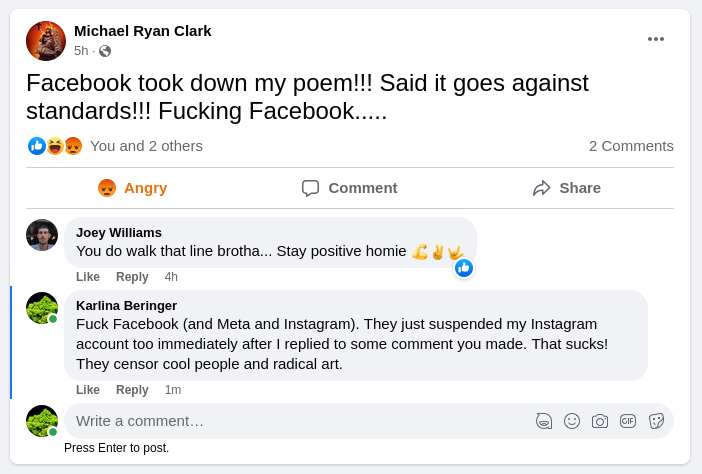 Michael Ryan Clark
5h ·
Facebook took down my poem!!! Said it goes against
standards!!! Fucking Facebook.....
You and 2 others
2 Comments
Angry
Comment
Share
Joey Williams
You do walk that line brotha... Stay positive homie 💪✌️🤟
Like Reply 4h
Karlina Beringer
Fuck Facebook (and Meta and Instagram). They just suspended my Instagram
account too immediately after I replied to some comment you made. That sucks!
They censor cool people and radical art.
Like Reply 1m
Write a comment…
GIF
Press Enter to post.